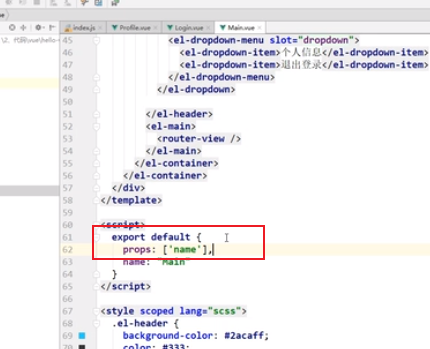 index.js Profile.vue Login.vue Main.vue
2、代码\vue\hello-
45 <el-dropdown-menu slot="dropdown">
46 <el-dropdown-item>个人信息</el-dropdown-item>
47 <el-dropdown-item>退出登录</el-dropdown-item>
48 </el-dropdown-menu>
49 </el-dropdown>
50
51 </el-header>
52 <el-main>
53 <router-view />
54 </el-main>
55 </el-container>
56 </el-container>
57 </div>
58 </template>
59
60 <script>
61 export default {
62 props: ['name'],
63 name: "Main"
64 }
65 </script>
66
67 <style scoped lang="scss">
68 .el-header {
69 background-color: #2acaff;
70 color: #333;